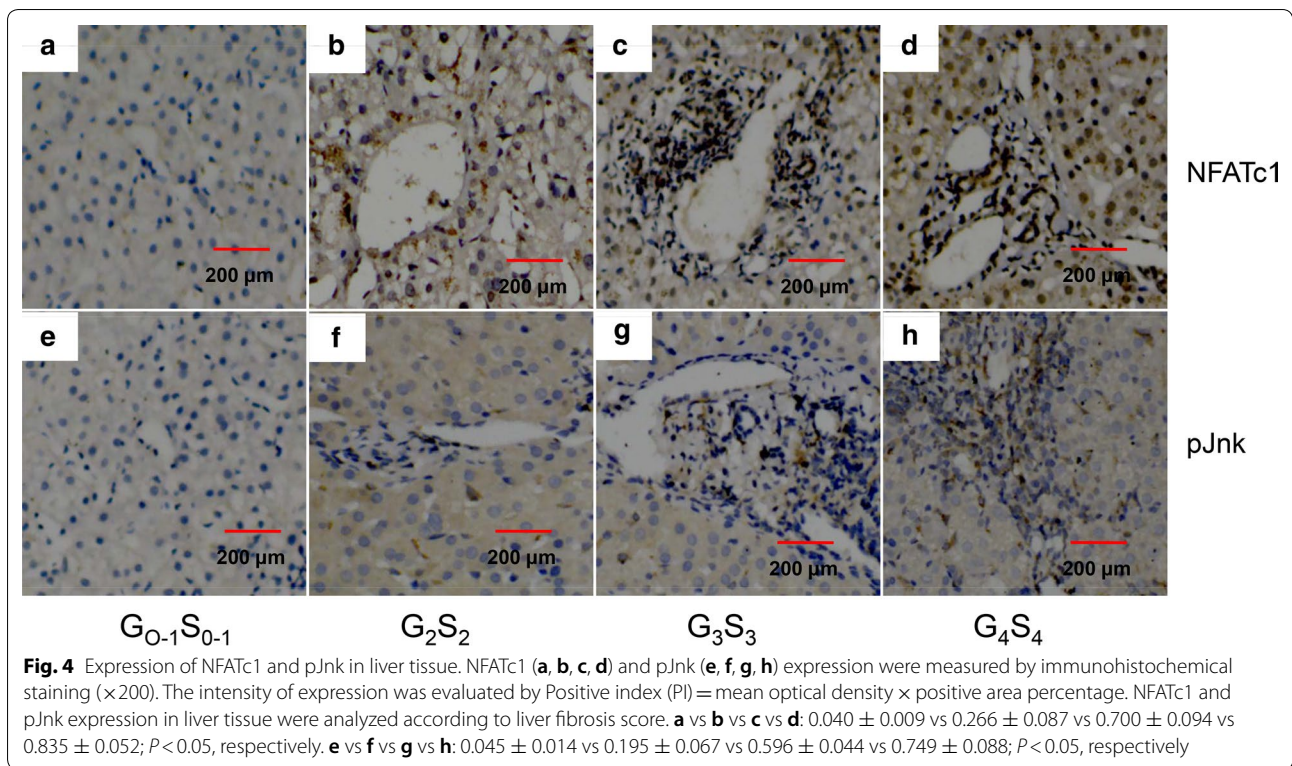 a b c d
200 µm 200 µm 200 µm 200 µm
NFATc1
e f g h
200 µm 200 µm 200 µm 200 µm
pJnk
GO-1S0-1 G2S2 G3S3 G4S4
Fig. 4 Expression of NFATc1 and pJnk in liver tissue. NFATc1 (a, b, c, d) and pJnk (e, f, g, h) expression were measured by immunohistochemical
staining (×200). The intensity of expression was evaluated by Positive index (PI) = mean optical density × positive area percentage. NFATc1 and
pJnk expression in liver tissue were analyzed according to liver fibrosis score. a vs b vs c vs d: 0.040 ± 0.009 vs 0.266 ± 0.087 vs 0.700 ± 0.094 vs
0.835 ± 0.052; P < 0.05, respectively. e vs f vs g vs h: 0.045 ± 0.014 vs 0.195 ± 0.067 vs 0.596 ± 0.044 vs 0.749 ± 0.088; P < 0.05, respectively